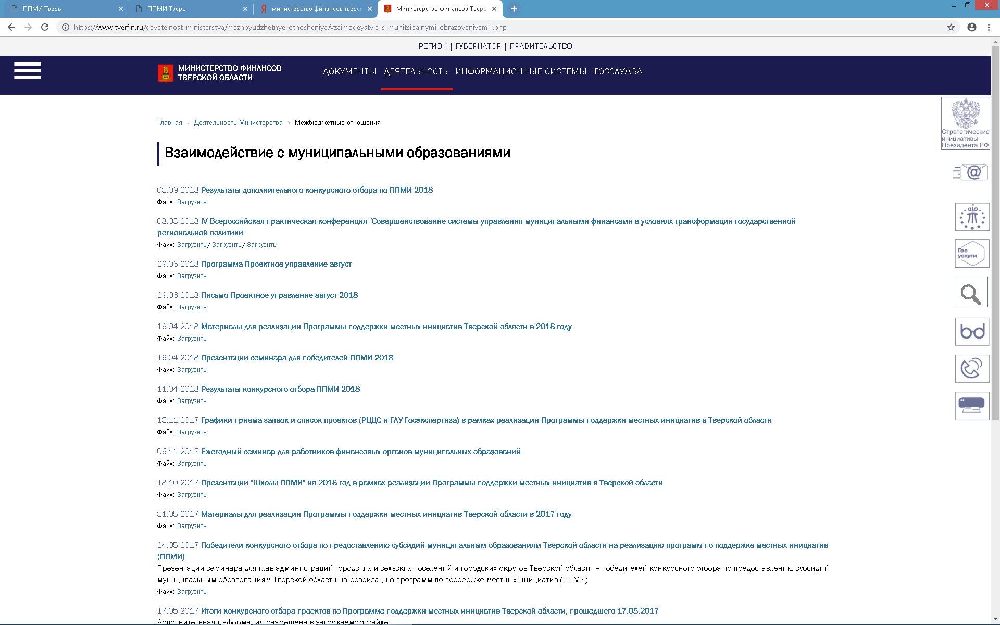 ППМИ Тверь
ППМИ Тверь
министерство финансов тверск
Министерство финансов Тверс
https://www.tverfin.ru/deyatelnost-ministerstva/mezhbyudzhetnye-otnosheniya/vzaimodeystvie-s-munitsipalnymi-obrazovaniyami-.php
РЕГИОН | ГУБЕРНАТОР | ПРАВИТЕЛЬСТВО
МИНИСТЕРСТВО ФИНАНСОВ
ТВЕРСКОЙ ОБЛАСТИ
ДОКУМЕНТЫ ДЕЯТЕЛЬНОСТЬ ИНФОРМАЦИОННЫЕ СИСТЕМЫ ГОССЛУЖБА
Стратегические
инициативы
Президента РФ
Гос
услуги
Главная > Деятельность Министерства > Межбюджетные отношения
Взаимодействие с муниципальными образованиями
03.09.2018 Результаты дополнительного конкурсного отбора по ППМИ 2018
Файл: Загрузить
08.08.2018 IV Всероссийская практическая конференция "Совершенствование системы управления муниципальными финансами в условиях трансформации государственной
региональной политики"
Файл: Загрузить / Загрузить / Загрузить
29.06.2018 Программа Проектное управление август
Файл: Загрузить
29.06.2018 Письмо Проектное управление август 2018
Файл: Загрузить
19.04.2018 Материалы для реализации Программы поддержки местных инициатив Тверской области в 2018 году
Файл: Загрузить
19.04.2018 Презентации семинара для победителей ППМИ 2018
Файл: Загрузить
11.04.2018 Результаты конкурсного отбора ППМИ 2018
Файл: Загрузить
13.11.2017 Графики приема заявок и список проектов (РЦЦС и ГАУ Госэкспертиза) в рамках реализации Программы поддержки местных инициатив в Тверской области
Файл: Загрузить
06.11.2017 Ежегодный семинар для работников финансовых органов муниципальных образований
Файл: Загрузить
18.10.2017 Презентации "Школы ППМИ" на 2018 год в рамках реализации Программы поддержки местных инициатив в Тверской области
Файл: Загрузить
31.05.2017 Материалы для реализации Программы поддержки местных инициатив Тверской области в 2017 году
Файл: Загрузить
24.05.2017 Победители конкурсного отбора по предоставлению субсидий муниципальным образованиям Тверской области на реализацию программ по поддержке местных инициатив
(ППМИ)
Презентации семинара для глав администраций городских и сельских поселений и городских округов Тверской области - победителей конкурсного отбора по предоставлению субсидий
муниципальным образованиям Тверской области на реализацию программ по поддержке местных инициатив (ППМИ)
Файл: Загрузить
17.05.2017 Итоги конкурсного отбора проектов по Программе поддержки местных инициатив Тверской области, прошедшего 17.05.2017
Дополнительная информация размещена в загружаемом файле